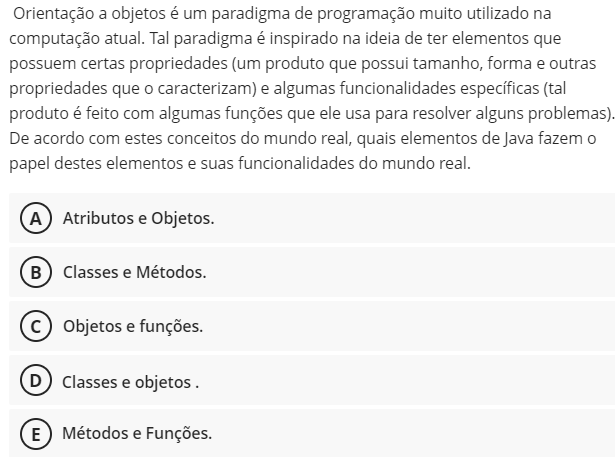 Orientação a objetos é um paradigma de programação muito utilizado na
computação atual. Tal paradigma é inspirado na ideia de ter elementos que
possuem certas propriedades (um produto que possui tamanho, forma e outras
propriedades que o caracterizam) e algumas funcionalidades específicas (tal
produto é feito com algumas funções que ele usa para resolver alguns problemas).
De acordo com estes conceitos do mundo real, quais elementos de Java fazem o
papel destes elementos e suas funcionalidades do mundo real.
A Atributos e Objetos.
B Classes e Métodos.
C Objetos e funções.
D Classes e objetos .
E Métodos e Funções.